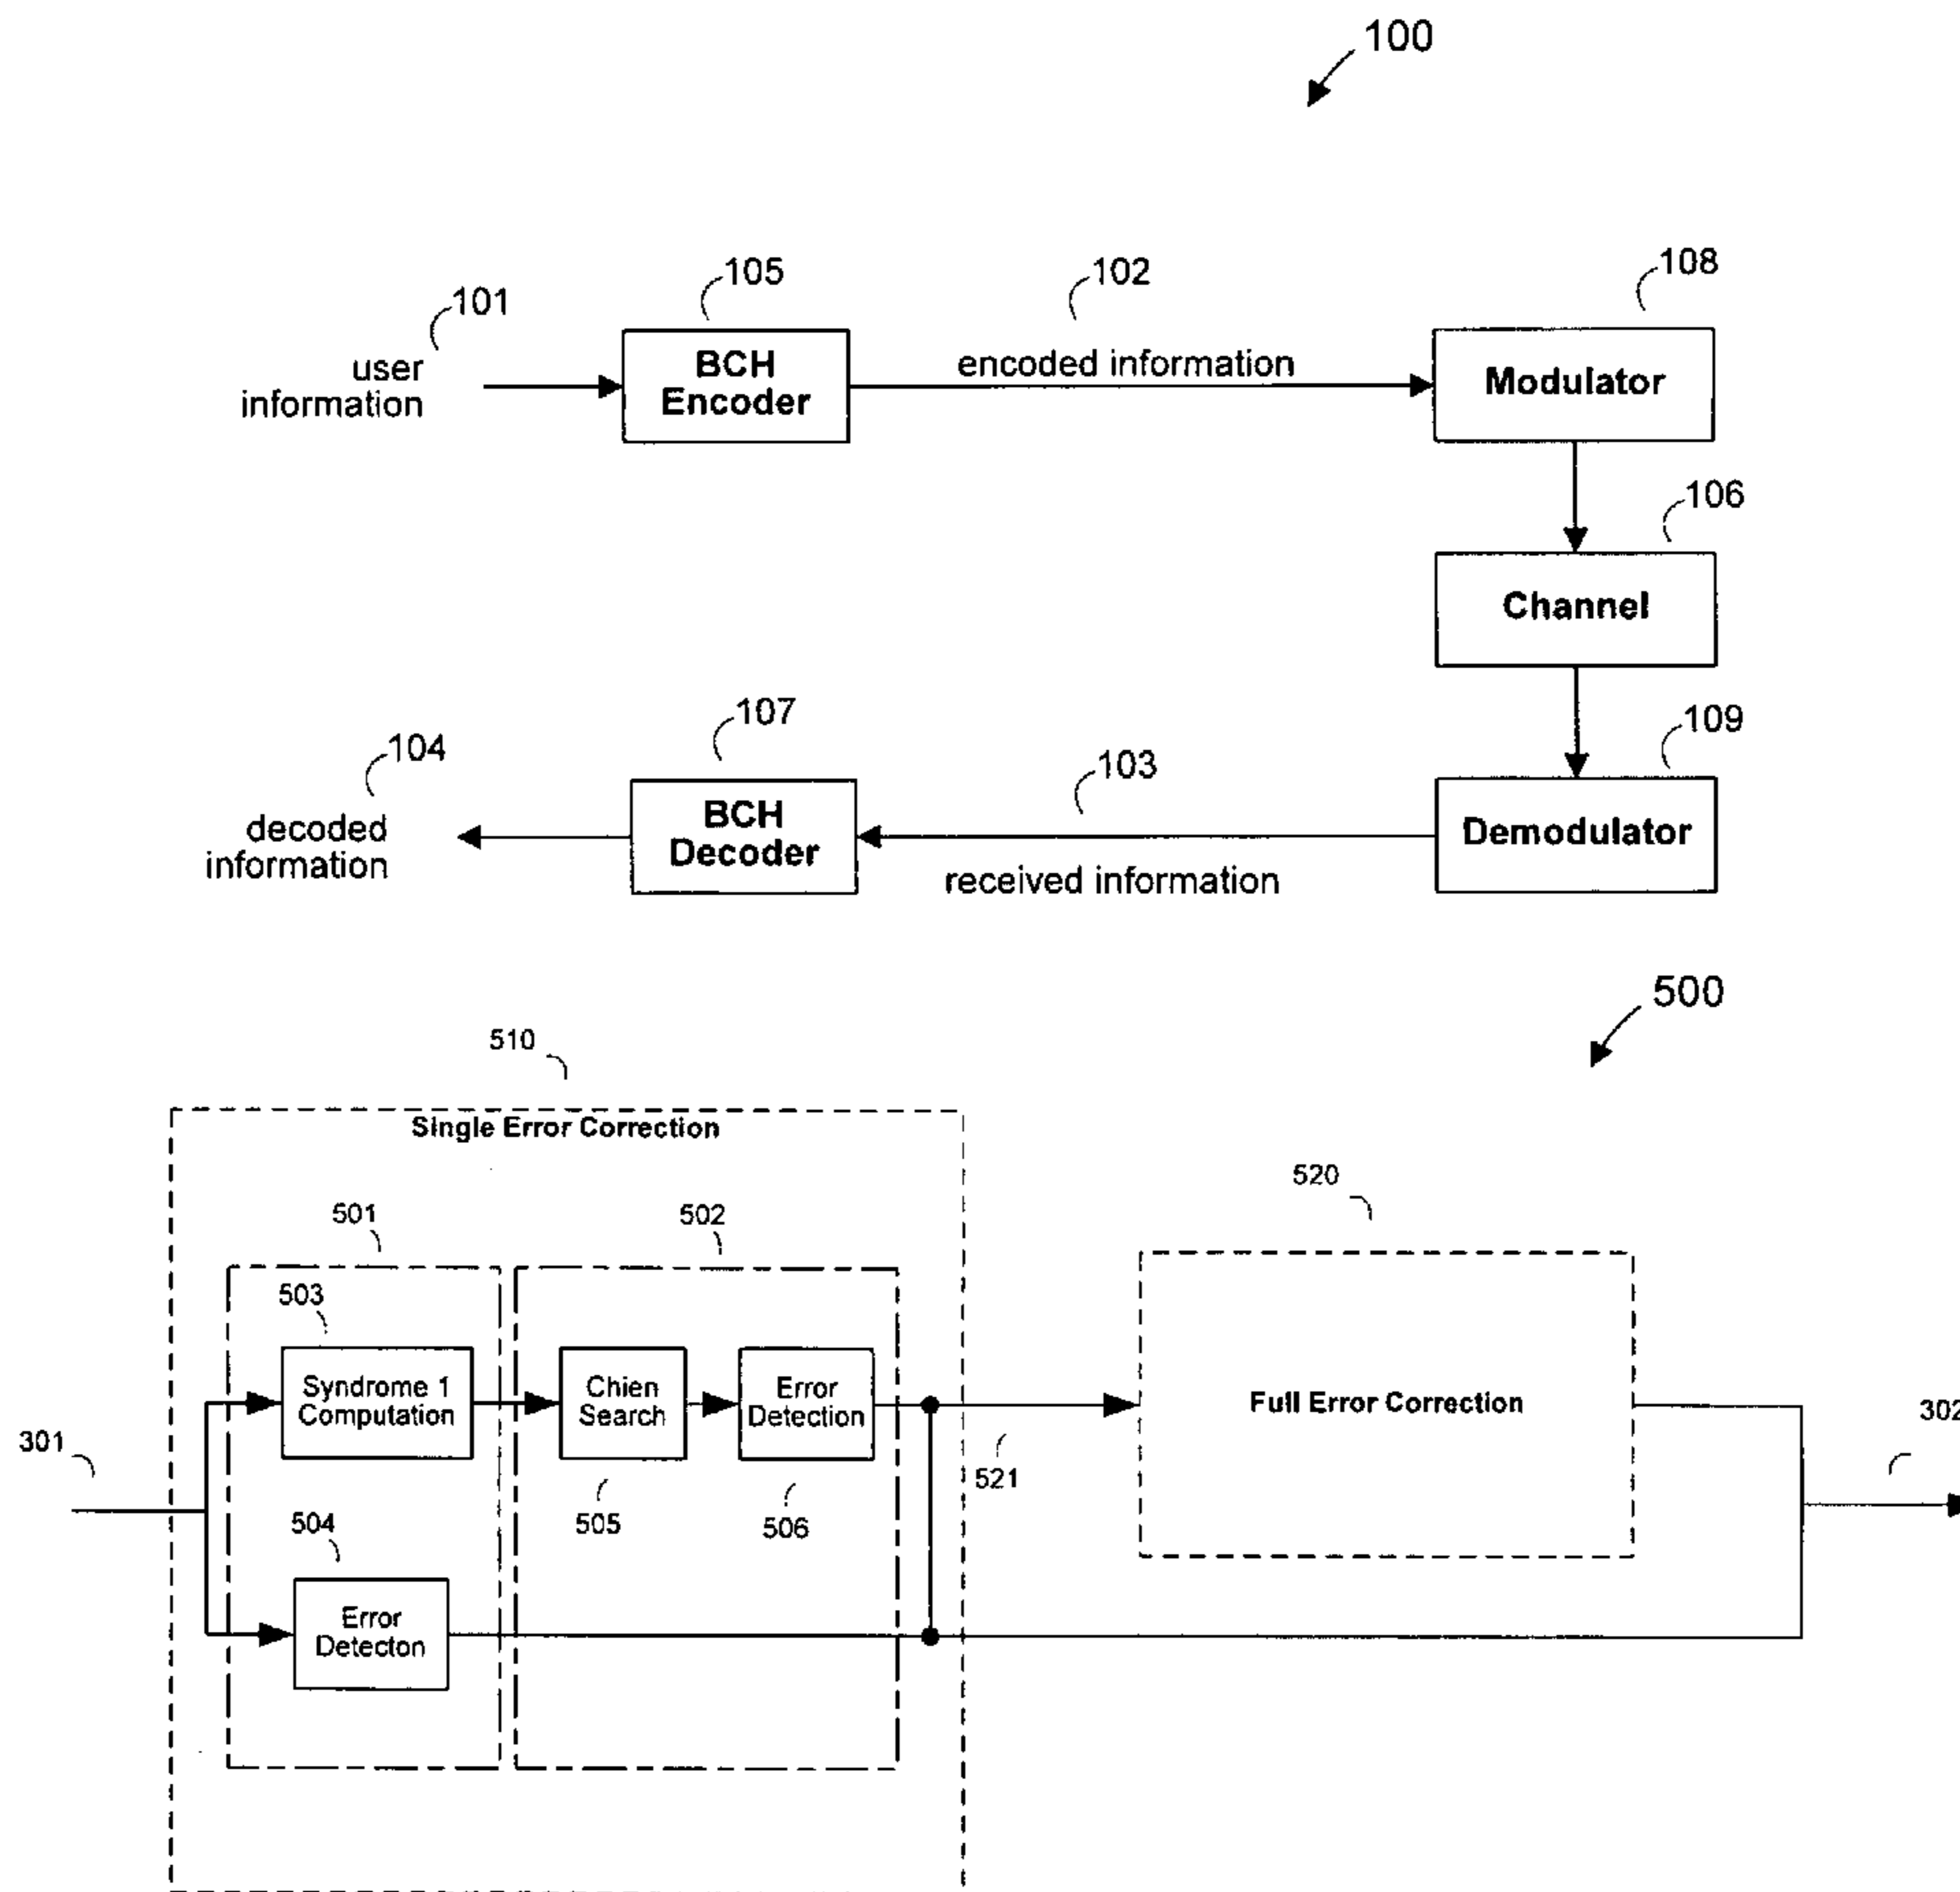 100
101
105
102
108
user
information
BCH
Encoder
encoded information
Modulator
106
Channel
104
107
103
109
decoded
information
BCH
Decoder
received information
Demodulator
500
510
Single Error Correction
520
501
502
503
Syndrome 1
Computation
Chien
Search
Error
Detection
Full Error Correction
301
302
504
505
506
521
Error
Detecton